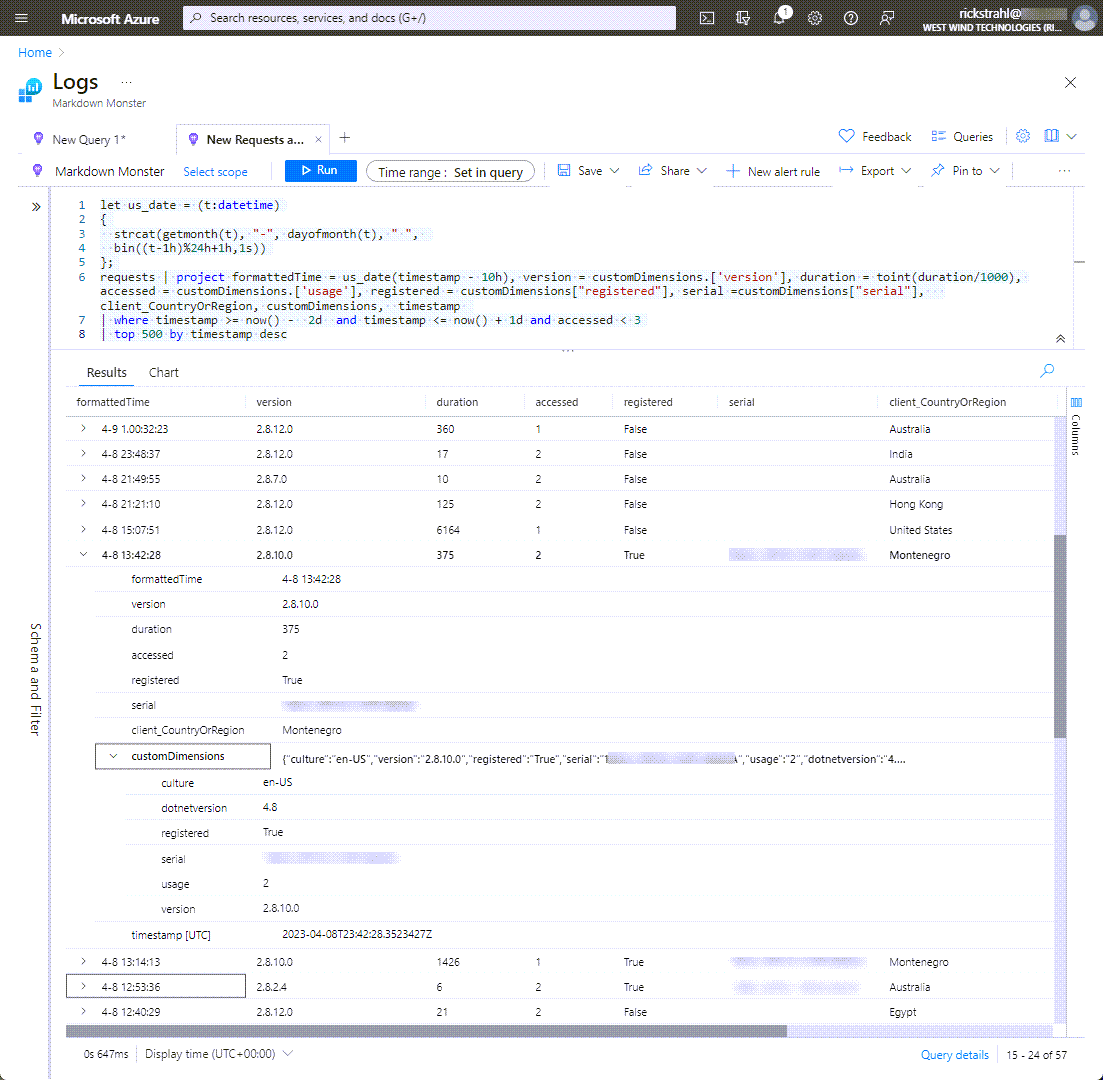 Microsoft Azure
Search resources, services, and docs (G+/)
1
rickstrahl@
WEST WIND TECHNOLOGIES (RI...
Home
Logs ...
Markdown Monster
New Query 1*
New Requests a...
Feedback
Queries
Markdown Monster
Select scope
Run
Time range : Set in query
Save
Share
New alert rule
Export
Pin to
...
1 let us_date = (t:datetime)
2 {
3 strcat(getmonth(t), "-", dayofmonth(t), " ",
4 bin((t-1h)%24h+1h,1s))
5 };
6 requests | project formattedTime = us_date(timestamp - 10h), version = customDimensions.['version'], duration = toint(duration/1000),
accessed = customDimensions.['usage'], registered = customDimensions["registered"], serial =customDimensions["serial"],
client_CountryOrRegion, customDimensions, timestamp
7 | where timestamp >= now() - 2d and timestamp <= now() + 1d and accessed < 3
8 | top 500 by timestamp desc
Results
Chart
formattedTime version duration accessed registered serial client_CountryOrRegion
Columns
4-9 1.00:32:23 2.8.12.0 360 1 False Australia
4-8 23:48:37 2.8.12.0 17 2 False India
4-8 21:49:55 2.8.7.0 10 2 False Australia
4-8 21:21:10 2.8.12.0 125 2 False Hong Kong
4-8 15:07:51 2.8.12.0 6164 1 False United States
4-8 13:42:28 2.8.10.0 375 2 True Montenegro
formattedTime 4-8 13:42:28
version 2.8.10.0
duration 375
accessed 2
registered True
serial
client_CountryOrRegion Montenegro
customDimensions {"culture":"en-US","version":"2.8.10.0","registered":"True","serial":"1 ","usage":"2","dotnetversion":"4....
culture en-US
dotnetversion 4.8
registered True
serial
usage 2
version 2.8.10.0
timestamp [UTC] 2023-04-08T23:42:28.3523427Z
4-8 13:14:13 2.8.10.0 1426 1 True Montenegro
4-8 12:53:36 2.8.2.4 6 2 True Australia
4-8 12:40:29 2.8.12.0 21 2 False Egypt
Schema and Filter
0s 647ms
Display time (UTC+00:00)
Query details
15 - 24 of 57